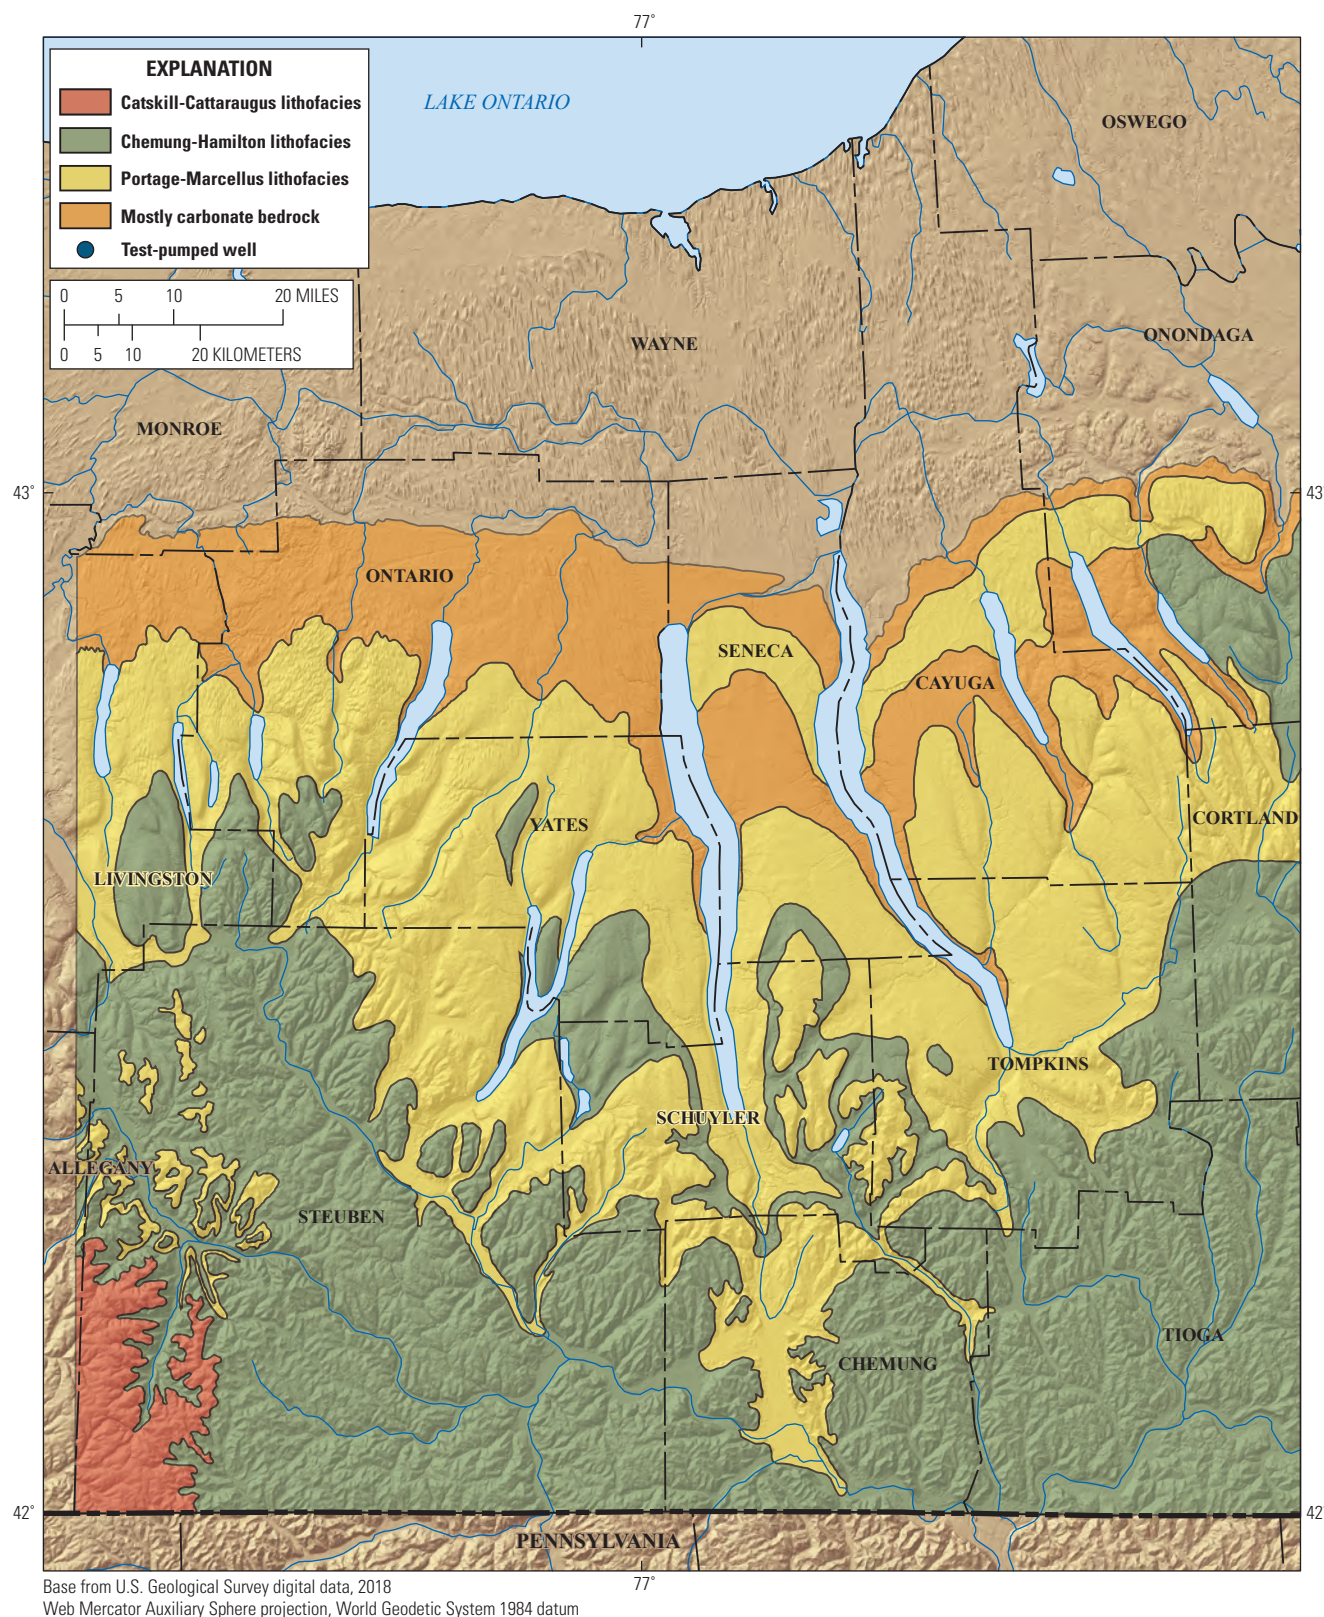 77°
EXPLANATION
Catskill-Cattaraugus lithofacies
Chemung-Hamilton lithofacies
Portage-Marcellus lithofacies
Mostly carbonate bedrock
Test-pumped well
0 5 10 20 MILES
0 5 10 20 KILOMETERS
LAKE ONTARIO
OSWEGO
WAYNE
ONONDAGA
MONROE
43°
43
ONTARIO
SENECA
CAYUGA
YATES
CORTLAND
LIVINGSTON
TOMPKINS
SCHUYLER
ALLEGANY
STEUBEN
TIOGA
CHEMUNG
42°
42
PENNSYLVANIA
77°
Base from U.S. Geological Survey digital data, 2018
Web Mercator Auxiliary Sphere projection, World Geodetic System 1984 datum